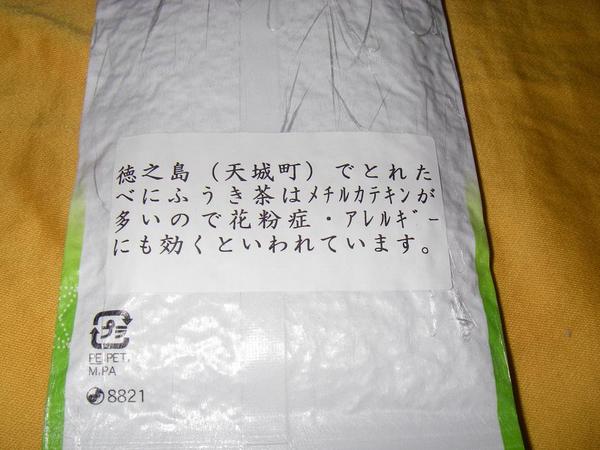 徳之島（天城町）でとれた
べにふうき茶はﾒﾁﾙｶﾃｷﾝが
多いので花粉症・ｱﾚﾙｷﾞｰ
にも効くといわれています。
プラ
PE,PET,
M,PA
8821